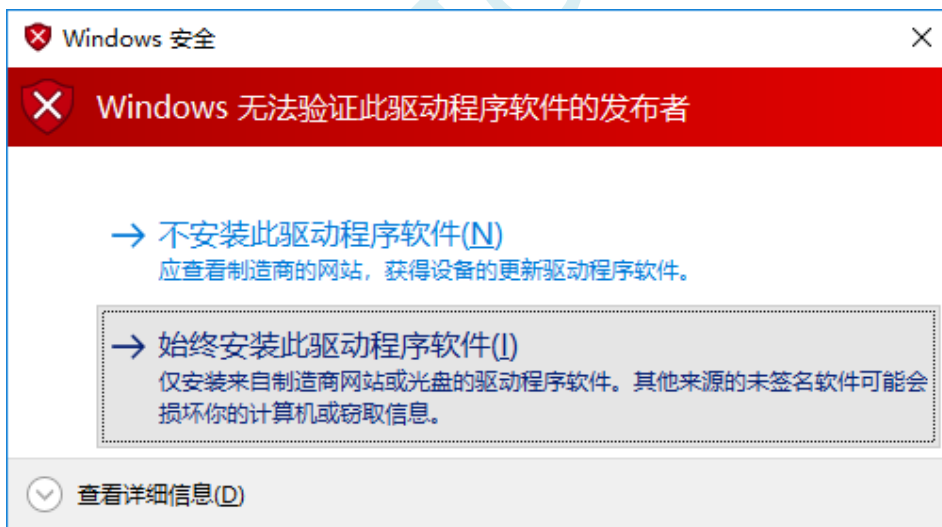 Windows 安全
Windows 无法验证此驱动程序软件的发布者
不安装此驱动程序软件(N)
应查看制造商的网站，获得设备的更新驱动程序软件。
始终安装此驱动程序软件(I)
仅安装来自制造商网站或光盘的驱动程序软件。其他来源的未签名软件可能会
损坏你的计算机或窃取信息。
查看详细信息(D)